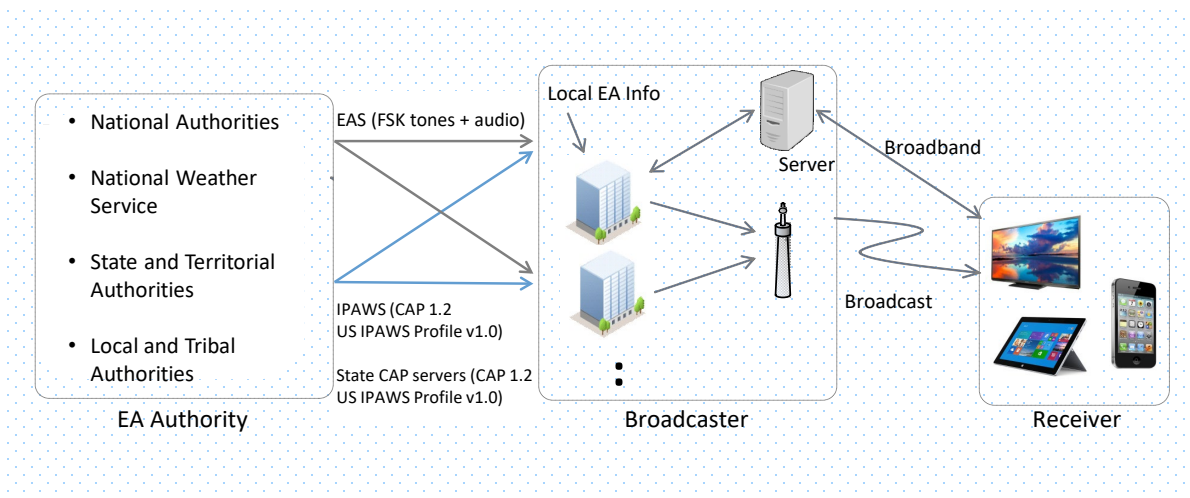 • National Authorities
• National Weather
Service
• State and Territorial
Authorities
• Local and Tribal
Authorities
EA Authority
EAS (FSK tones + audio)
IPAWS (CAP 1.2
US IPAWS Profile v1.0)
State CAP servers (CAP 1.2
US IPAWS Profile v1.0)
Local EA Info
Server
:
Broadcaster
Broadband
Broadcast
Receiver